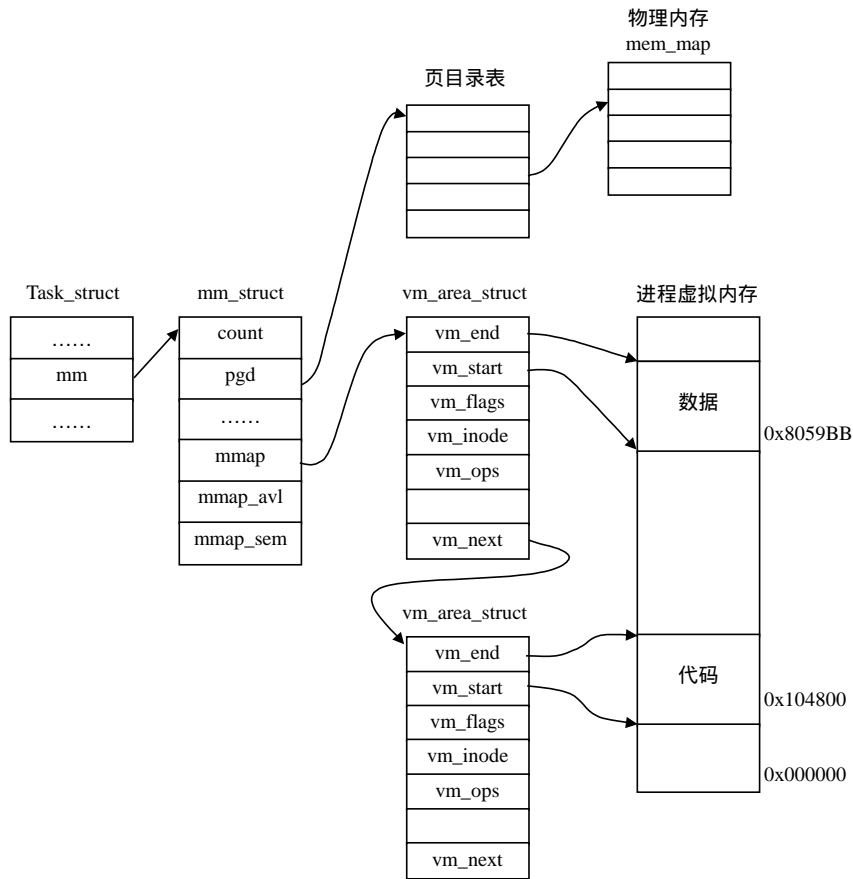 物理内存
mem_map
页目录表
Task_struct
……
mm
……
mm_struct
count
pgd
……
mmap
mmap_avl
mmap_sem
vm_area_struct
vm_end
vm_start
vm_flags
vm_inode
vm_ops
vm_next
进程虚拟内存
数据
0x8059BB
代码
0x104800
0x000000
vm_area_struct
vm_end
vm_start
vm_flags
vm_inode
vm_ops
vm_next